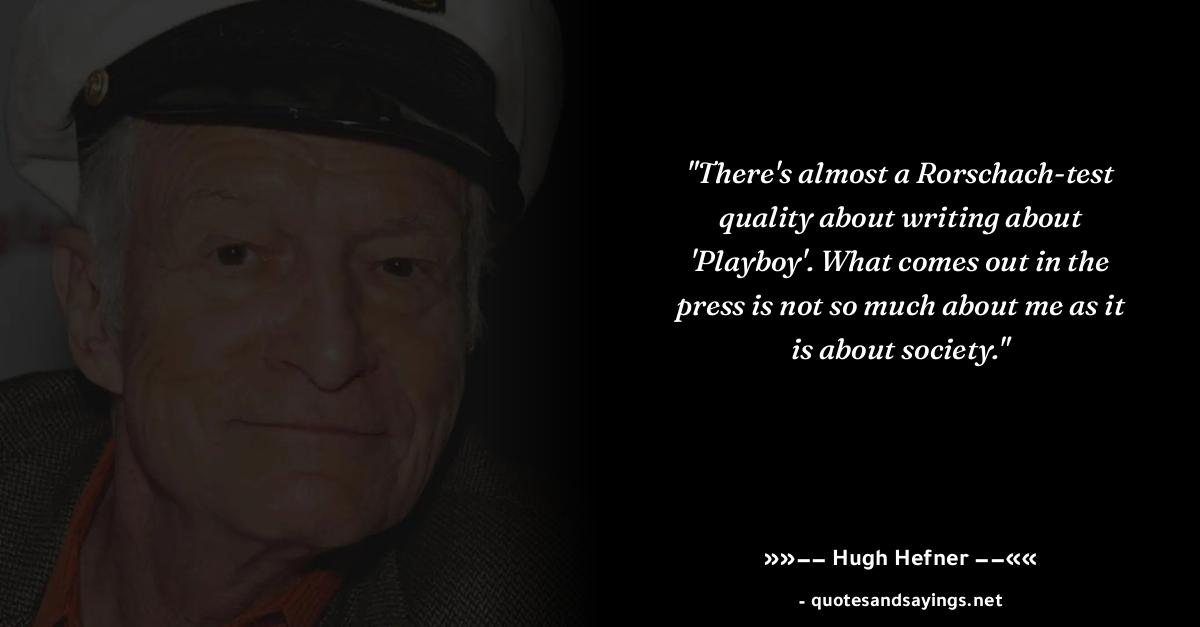 "There's almost a Rorschach-test
quality about writing about
'Playboy'. What comes out in the
press is not so much about me as it
is about society."
»»–– Hugh Hefner ––««
- quotesandsayings.net